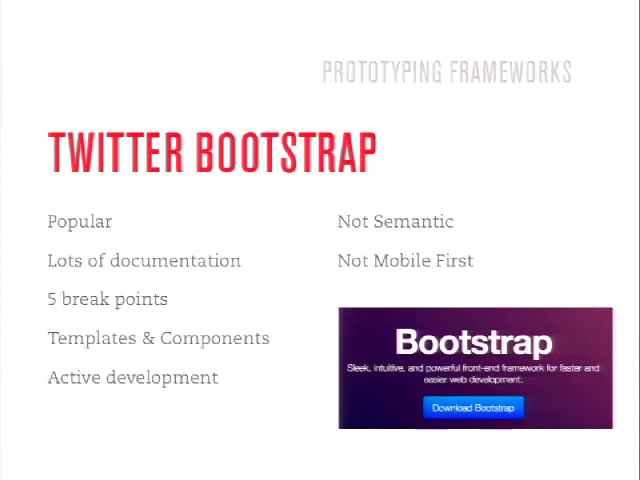 PROTOTYPING FRAMEWORKS
TWITTER BOOTSTRAP
Popular
Lots of documentation
5 break points
Templates & Components
Active development
Not Semantic
Not Mobile First
Bootstrap
Sleek, intuitive, and powerful front-end framework for faster and
easier web development.
Download Bootstrap